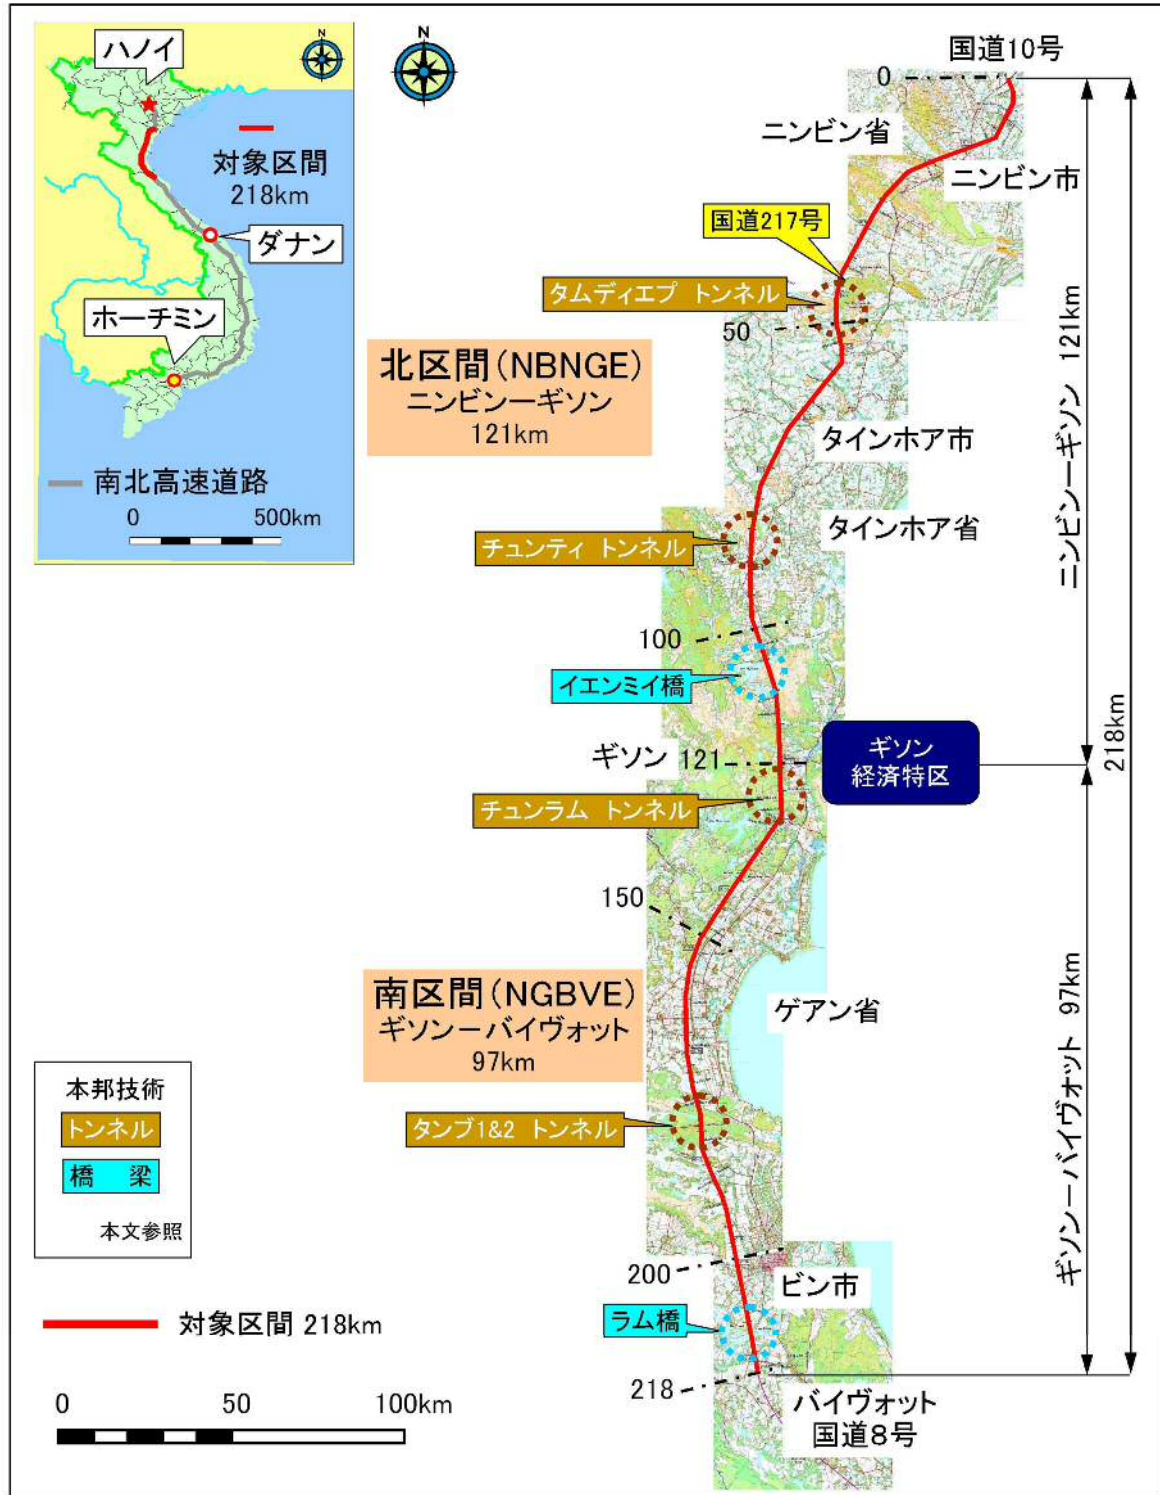 ハノイ
N
対象区間
218km
ダナン
ホーチミン
南北高速道路
0 500km
N
国道10号
0
ニンビン省
ニンビン市
国道217号
タムディエプ トンネル
50
北区間(NBNGE)
ニンビンーギソン
121km
タインホア市
タインホア省
チュンティ トンネル
100
イエンミイ橋
ギソン 121
ギソン
経済特区
チュンラム トンネル
150
南区間(NGBVE)
ギソンーバイヴォット
97km
ゲアン省
タンブ1&2 トンネル
200
ビン市
ラム橋
218
バイヴォット
国道8号
ニンビンーギソン 121km
218km
ギソンーバイヴォット 97km
本邦技術
トンネル
橋 梁
本文参照
対象区間 218km
0 50 100km